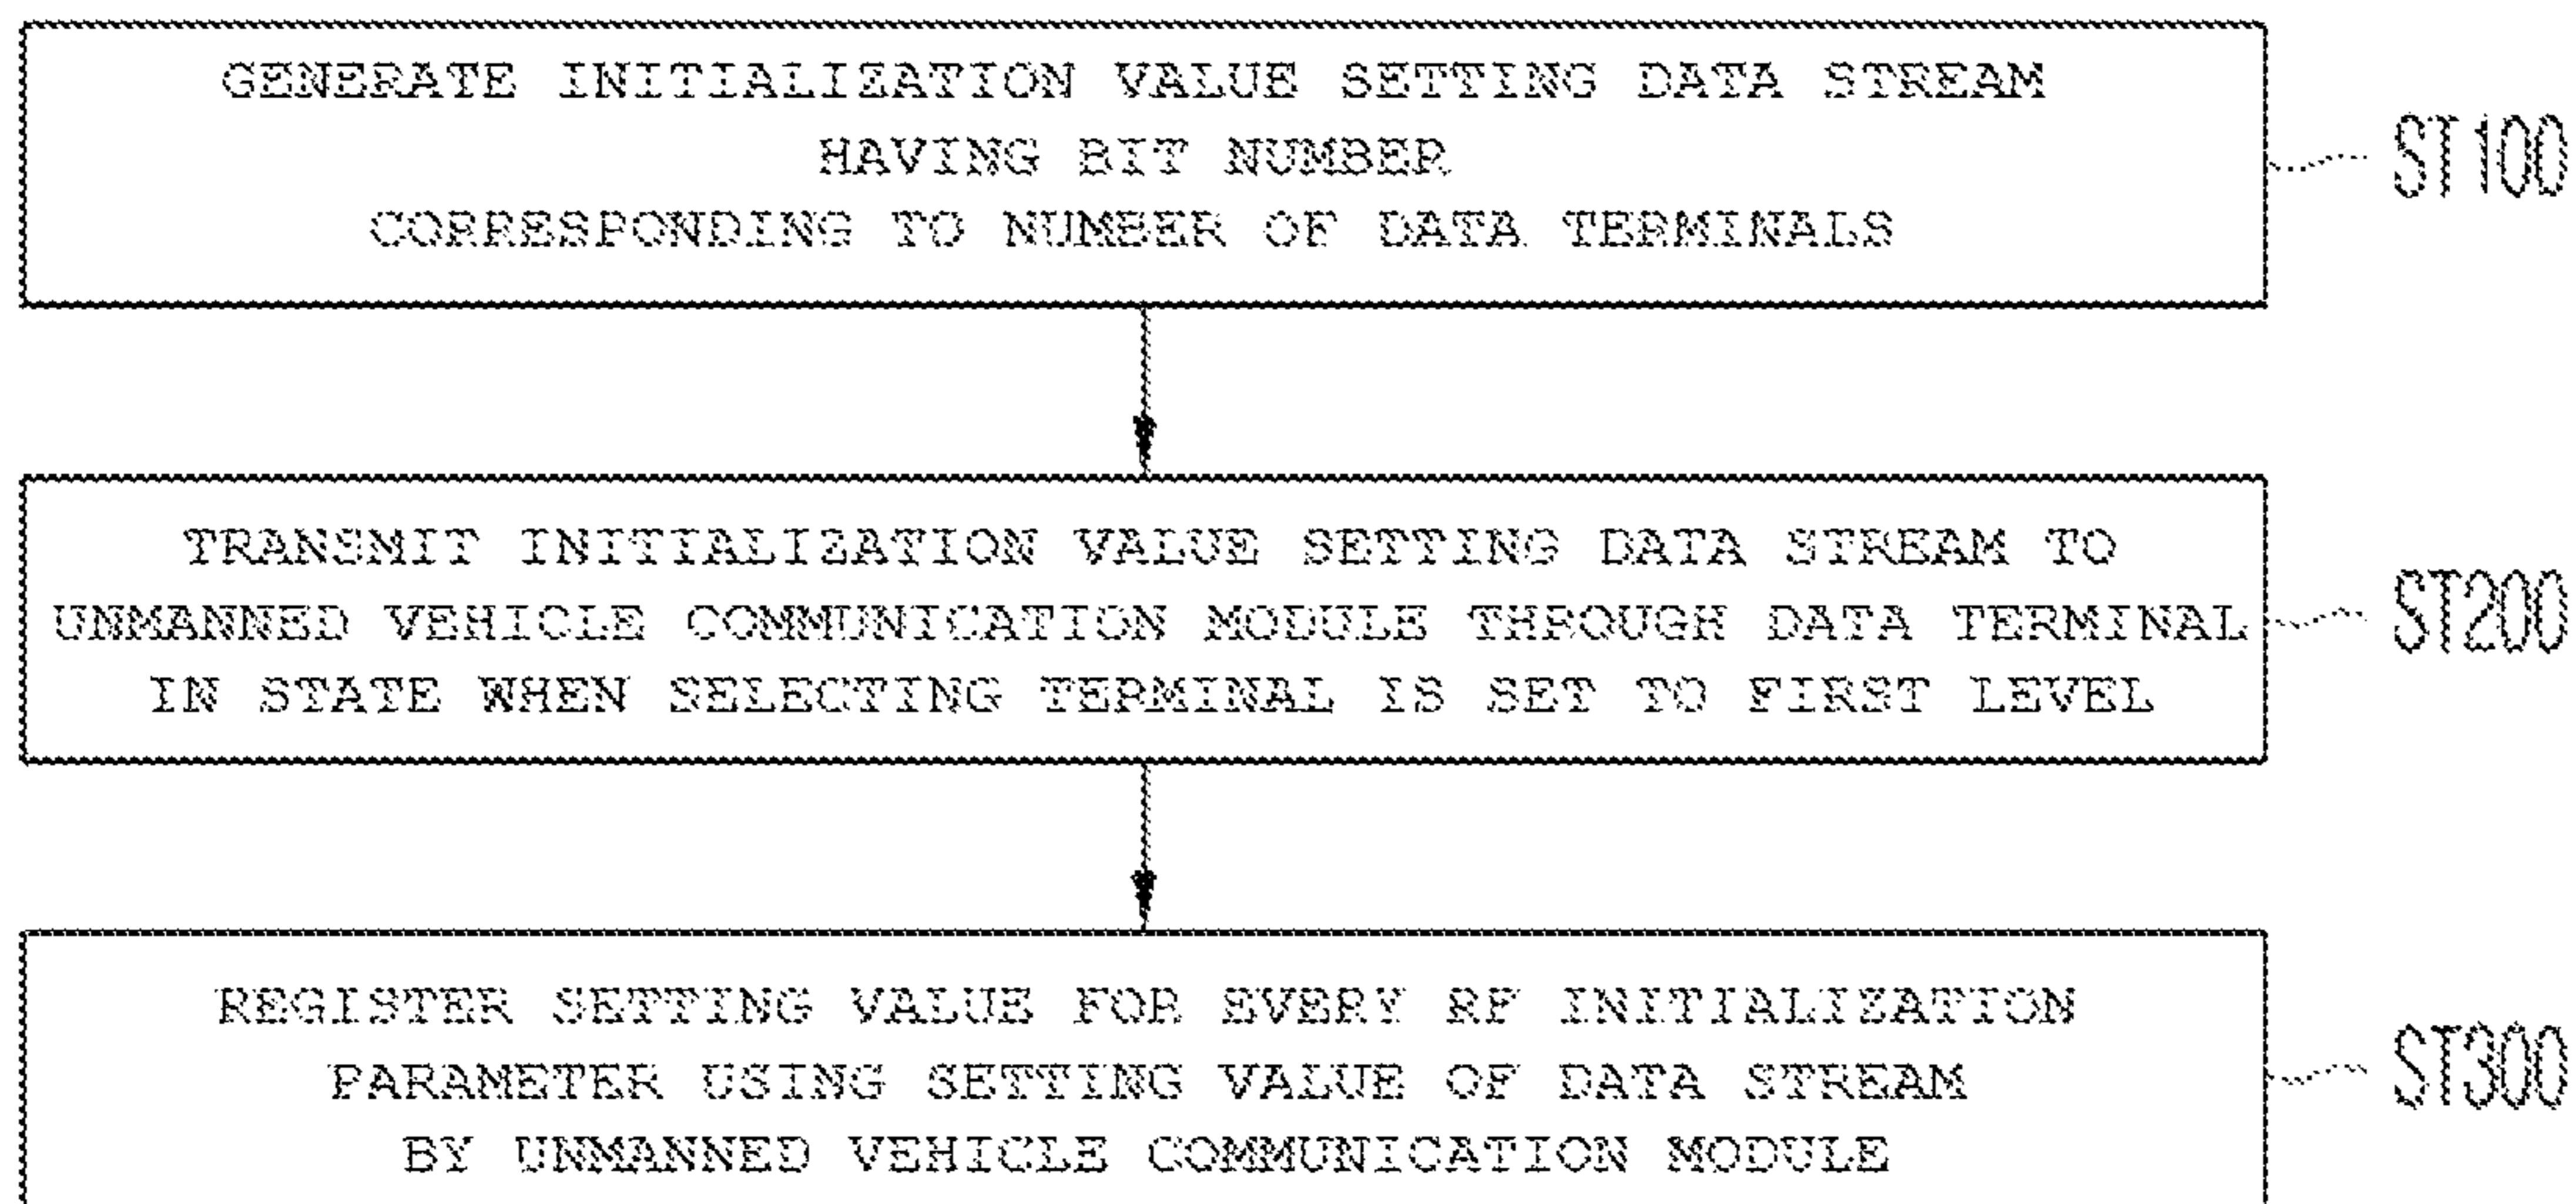 GENERATE INITIALIZATION VALUE SETTING DATA STREAM
HAVING BIT NUMBER
CORRESPONDING TO NUMBER OF DATA TERMINALS
ST100
TRANSMIT INITIALIZATION VALUE SETTING DATA STREAM TO
UNMANNED VEHICLE COMMUNICATION MODULE THROUGH DATA TERMINAL
IN STATE WHEN SELECTING TERMINAL IS SET TO FIRST LEVEL
ST200
REGISTER SETTING VALUE FOR EVERY RF INITIALIZATION
PARAMETER USING SETTING VALUE OF DATA STREAM
BY UNMANNED VEHICLE COMMUNICATION MODULE
ST300